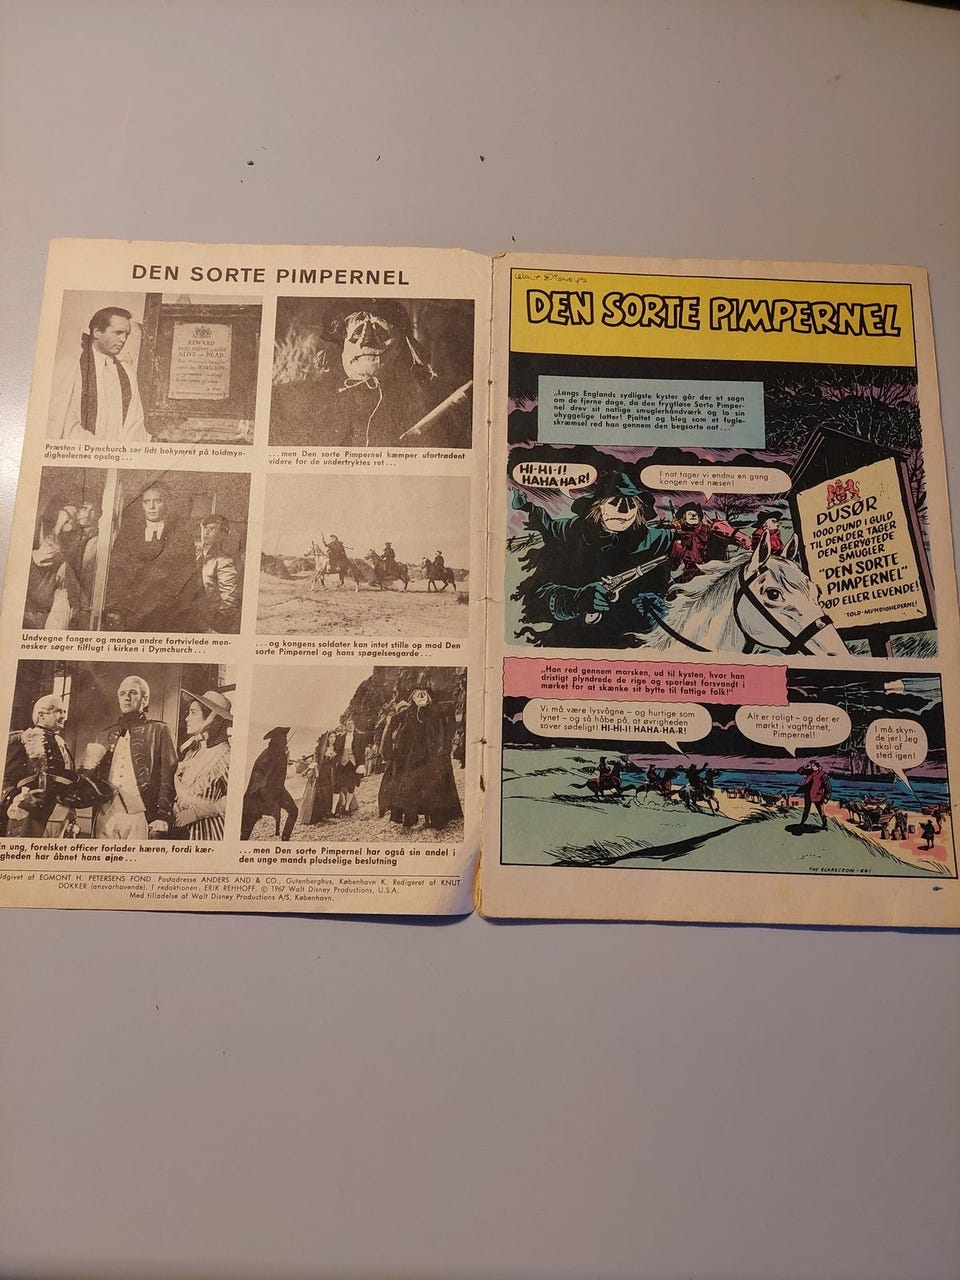 DEN SORTE PIMPERNEL
REWARD
ALIVE OR DEAD
SCARECROW
Præsten i Dymchurch ser lidt bekymret på toldmyn-
dighedernes opslag...
...men Den sorte Pimpernel kæmper ufortrødent
videre for de undertryktes ret...
Undvegne fanger og mange andre fortvivlede men-
nesker søger tilflugt i kirken i Dymchurch...
...og kongens soldater kan intet stille op mod Den
sorte Pimpernel og hans spøgelsesgarde...
n ung, forelsket officer forlader hæren, fordi kær-
gheden har åbnet hans øjne...
...men Den sorte Pimpernel har også sin andel i
den unge mands pludselige beslutning
Udgivet af EGMONT H. PETERSENS FOND. Postadresse ANDERS AND & CO., Gutenberghus, København K. Redigeret af KNUT
DOKKER (ansvarhavende). I redaktionen: ERIK REHHOFF. © 1967 Walt Disney Productions, U.S.A.
Med tilladelse af Walt Disney Productions A/S, København.
WALT DISNEY'S
DEN SORTE PIMPERNEL
„Langs Englands sydligste kyster går der et sagn
om de fjerne dage, da den frygtløse Sorte Pimper-
nel drev sit natlige smuglerhåndværk og lo sin
uhyggelige latter! Pjaltet og bleg som et fugle-
skræmsel red han gennem den begsorte nat..."
HI-HI-I!
HAHA-HA-R!
I nat tager vi endnu en gang
kongen ved næsen!
DUSØR
1000 PUND I GULD
TIL DEN, DER TAGER
DEN BERYGTEDE
SMUGLER
"DEN SORTE
PIMPERNEL"
DØD ELLER LEVENDE!
TOLD-MYNDIGHEDERNE!
„Han red gennem marsken, ud til kysten, hvor han
dristigt plyndrede de rige og sporløst forsvandt i
mørket for at skænke sit bytte til fattige folk!"
Vi må være lysvågne – og hurtige som
lynet – og så håbe på, at øvrigheden
sover sødeligt! HI-HI-I! HAHA-HA-R!
Alt er roligt – og der er
mørkt i vagttårnet,
Pimpernel!
I må skyn-
de jer! Jeg
skal af
sted igen!
THE SCARECROW - 641